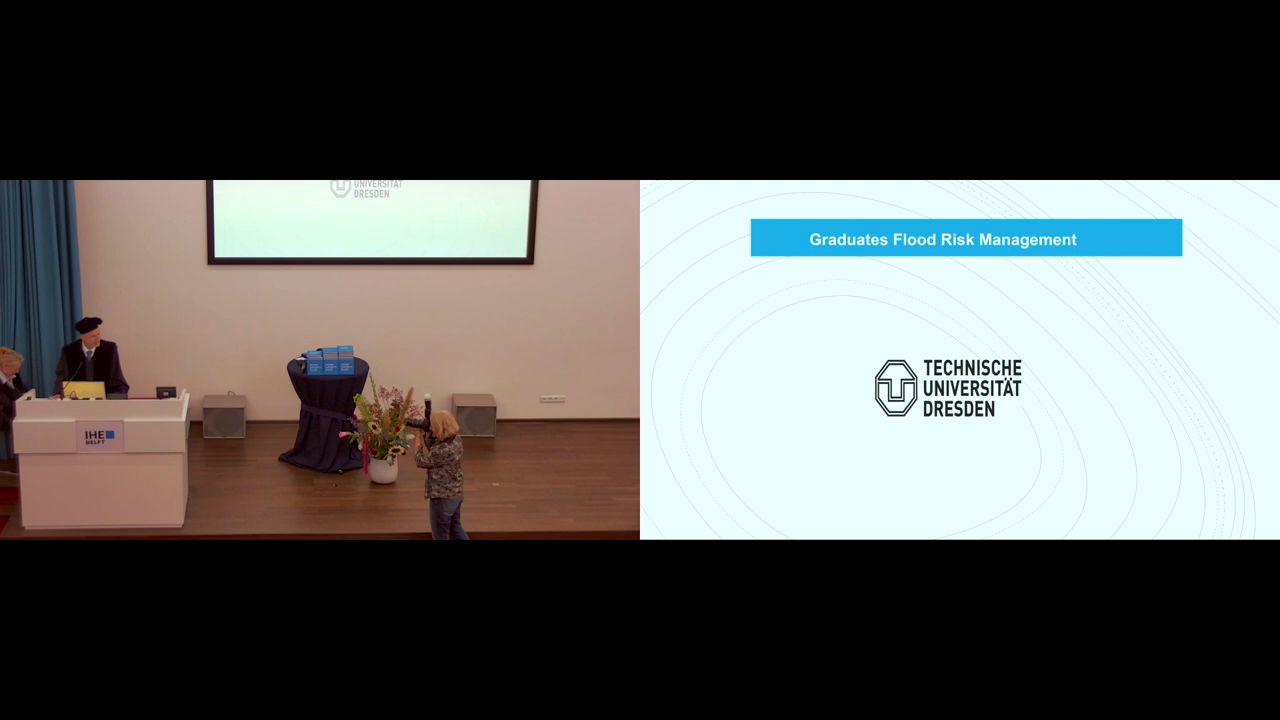 UNIVERSITÄT
DRESDEN
IHE
DELFT
Graduates Flood Risk Management
TECHNISCHE
UNIVERSITÄT
DRESDEN